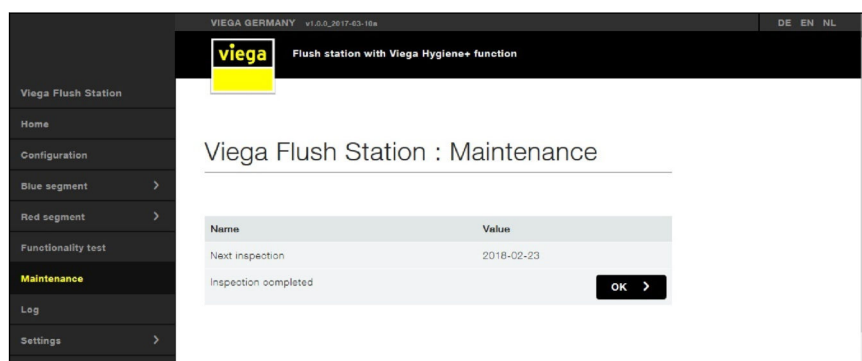 VIEGA GERMANY v1.0.0_2017-03-10a DE EN NL
viega Flush station with Viega Hygiene+ function
Viega Flush Station
Home
Configuration
Blue segment >
Red segment >
Functionality test
Maintenance
Log
Settings >
Viega Flush Station : Maintenance
Name Value
Next inspection 2018-02-23
Inspection completed OK >